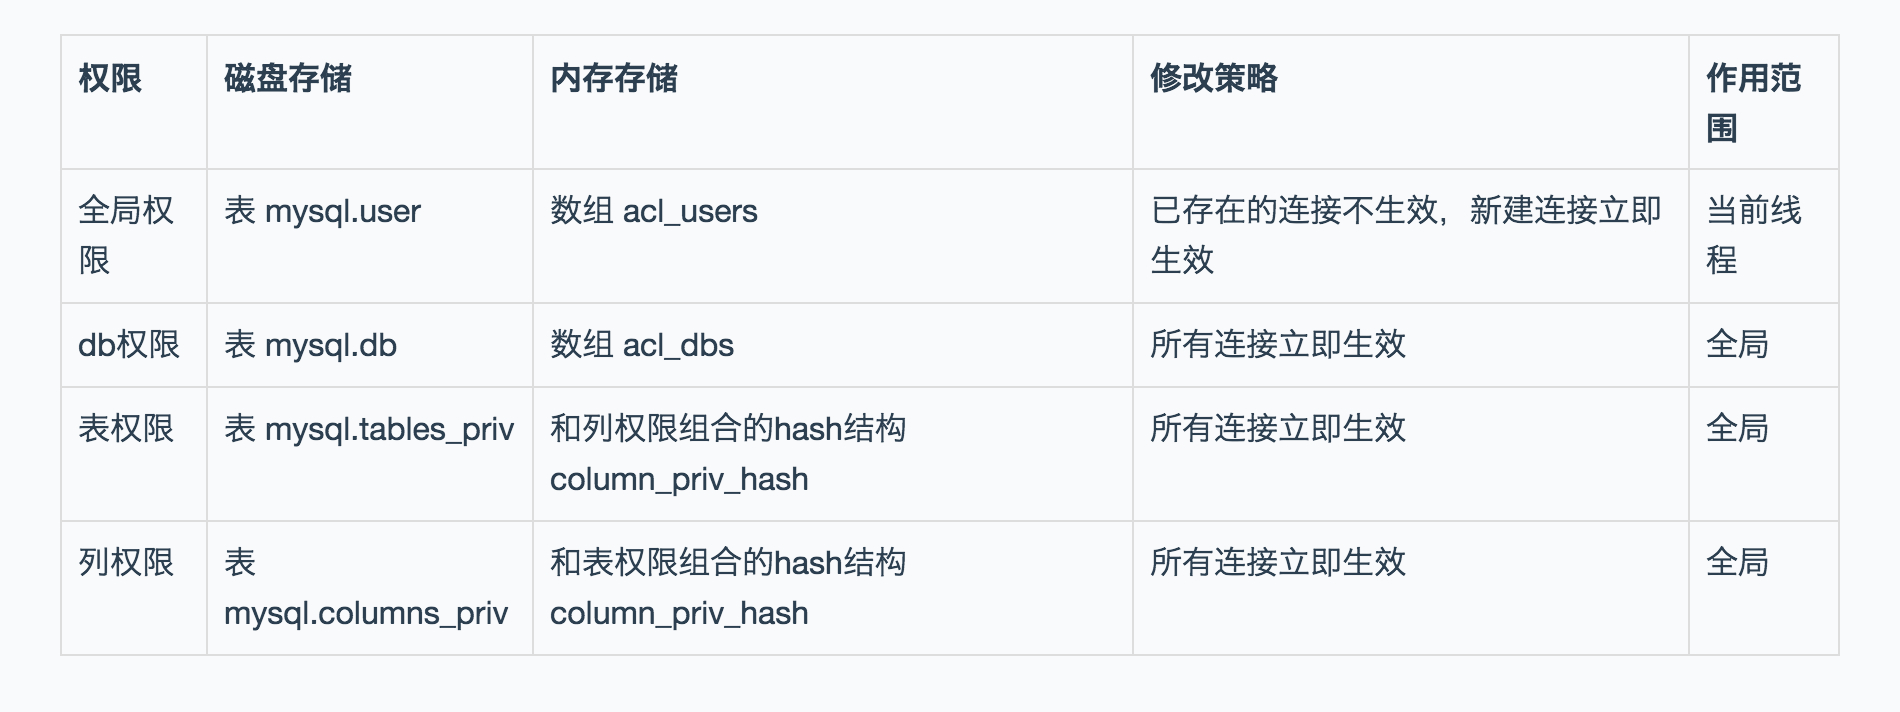 权限
磁盘存储
内存存储
修改策略
作用范
围
全局权
限
表 mysql.user
数组 acl_users
已存在的连接不生效，新建连接立即
生效
当前线
程
db权限
表 mysql.db
数组 acl_dbs
所有连接立即生效
全局
表权限
表 mysql.tables_priv
和列权限组合的hash结构
column_priv_hash
所有连接立即生效
全局
列权限
表
mysql.columns_priv
和表权限组合的hash结构
column_priv_hash
所有连接立即生效
全局